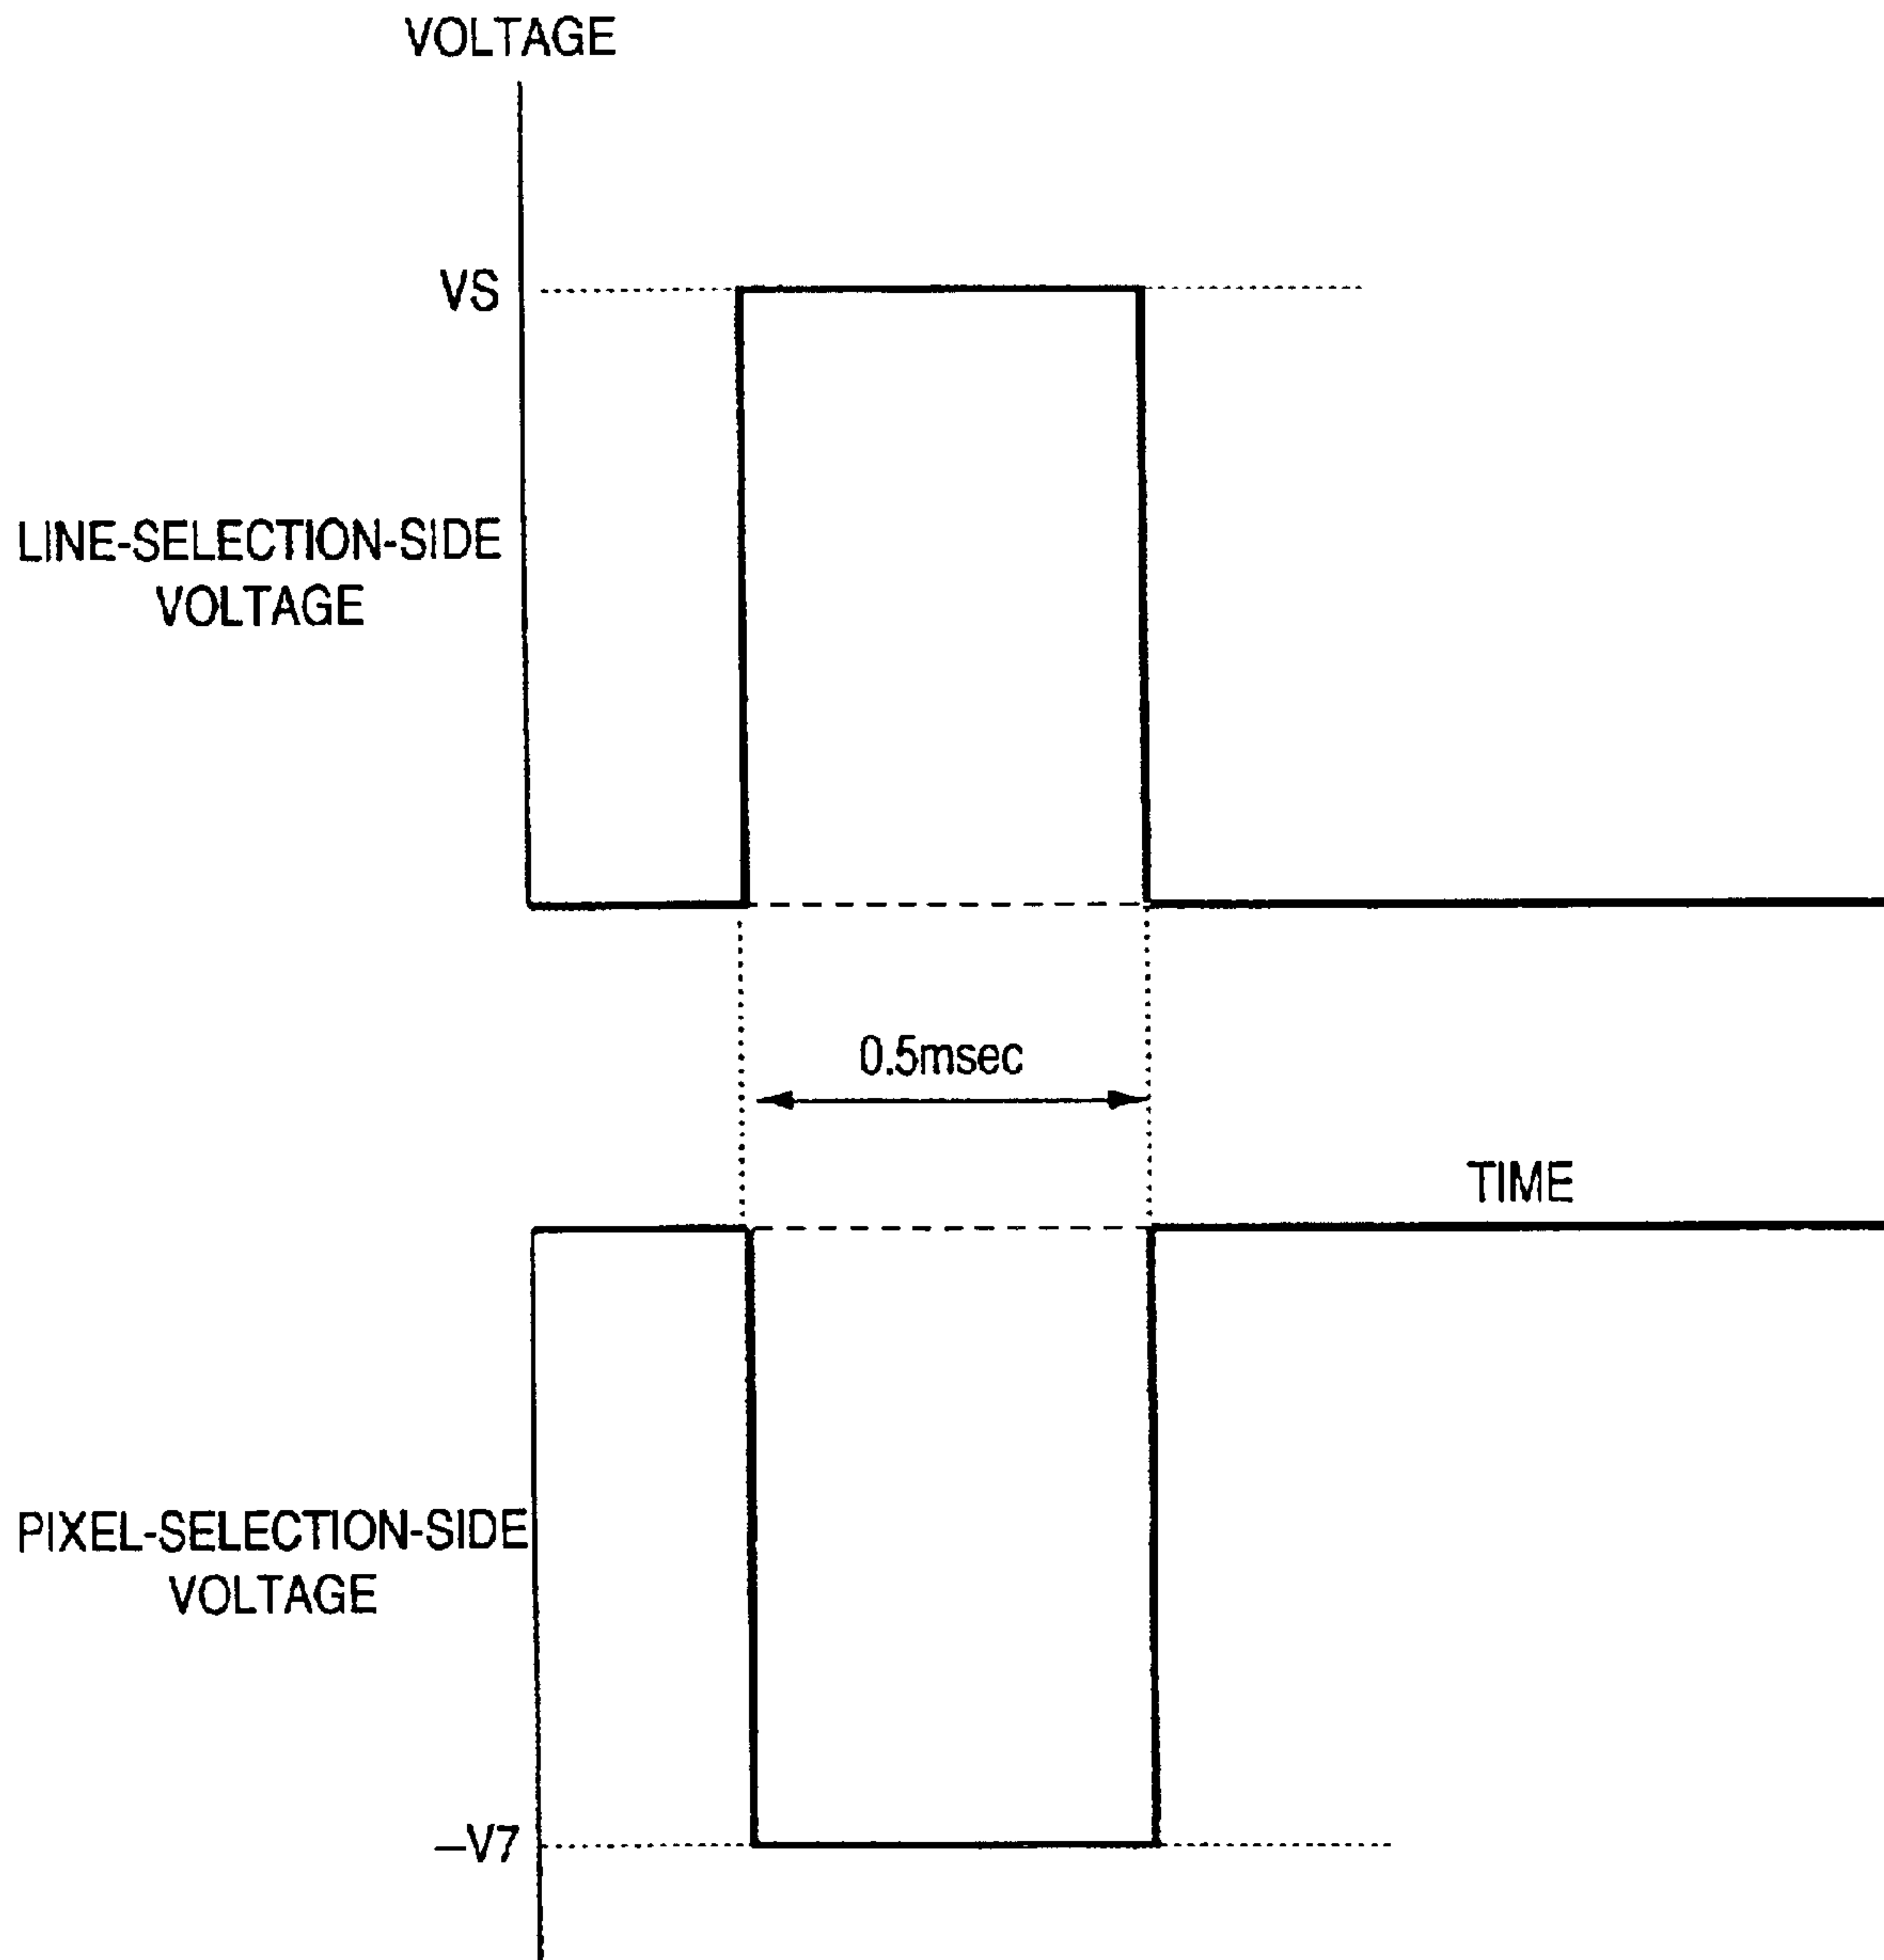 VOLTAGE
VS
LINE-SELECTION-SIDE
VOLTAGE
0.5msec
TIME
PIXEL-SELECTION-SIDE
VOLTAGE
–V7